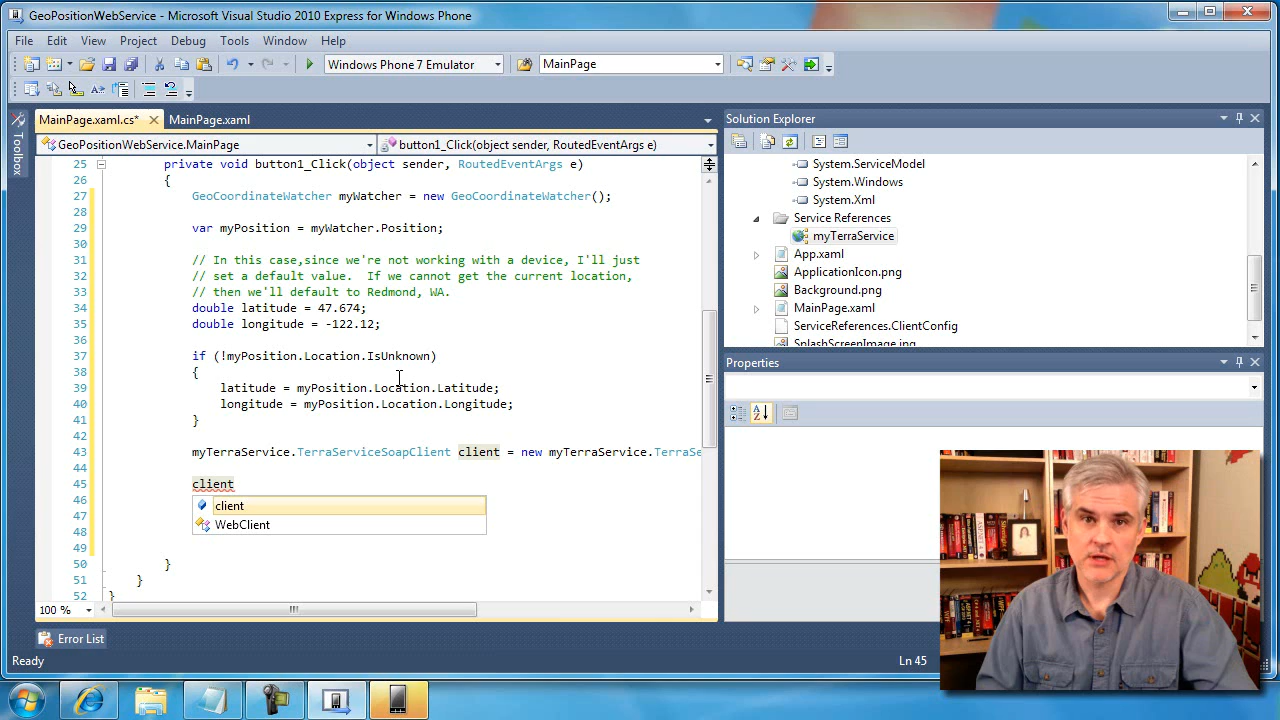 GeoPositionWebService - Microsoft Visual Studio 2010 Express for Windows Phone
File Edit View Project Debug Tools Window Help
Windows Phone 7 Emulator MainPage
MainPage.xaml.cs* MainPage.xaml
GeoPositionWebService.MainPage button1_Click(object sender, RoutedEventArgs e)
Toolbox
25 private void button1_Click(object sender, RoutedEventArgs e)
26 {
27 GeoCoordinateWatcher myWatcher = new GeoCoordinateWatcher();
28
29 var myPosition = myWatcher.Position;
30
31 // In this case,since we're not working with a device, I'll just
32 // set a default value.  If we cannot get the current location,
33 // then we'll default to Redmond, WA.
34 double latitude = 47.674;
35 double longitude = -122.12;
36
37 if (!myPosition.Location.IsUnknown)
38 {
39 latitude = myPosition.Location.Latitude;
40 longitude = myPosition.Location.Longitude;
41 }
42
43 myTerraService.TerraServiceSoapClient client = new myTerraService.TerraSe
44
45 client
46 client
47 WebClient
48
49
50 }
51 }
52 }
100 %
Error List
Ready Ln 45
Solution Explorer
System.ServiceModel
System.Windows
System.Xml
Service References
myTerraService
App.xaml
ApplicationIcon.png
Background.png
MainPage.xaml
ServiceReferences.ClientConfig
SplashScreenImage.jpg
Properties